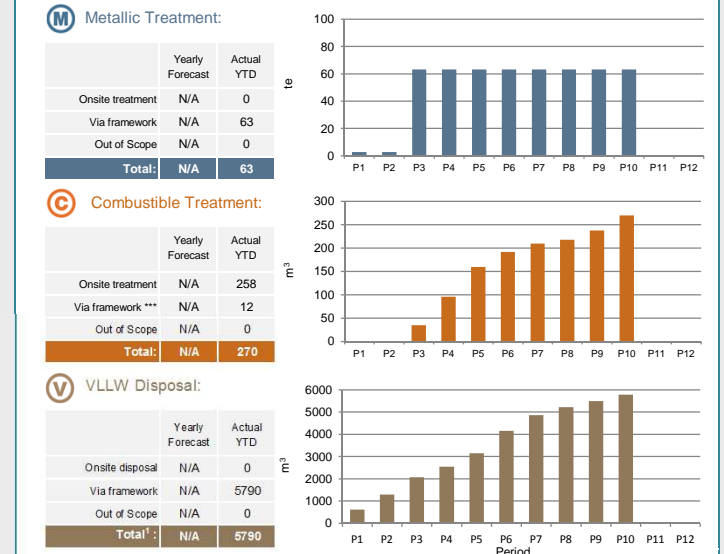 M Metallic Treatment:
Yearly Forecast Actual YTD
Onsite treatment N/A 0
Via framework N/A 63
Out of Scope N/A 0
Total: N/A 63
100
80
60
40
20
0
te
P1 P2 P3 P4 P5 P6 P7 P8 P9 P10 P11 P12
C Combustible Treatment:
Yearly Forecast Actual YTD
Onsite treatment N/A 258
Via framework *** N/A 12
Out of Scope N/A 0
Total: N/A 270
300
250
200
150
100
50
0
m³
P1 P2 P3 P4 P5 P6 P7 P8 P9 P10 P11 P12
V VLLW Disposal:
Yearly Forecast Actual YTD
Onsite disposal N/A 0
Via framework N/A 5790
Out of Scope N/A 0
Total¹ : N/A 5790
6000
5000
4000
3000
2000
1000
0
m³
P1 P2 P3 P4 P5 P6 P7 P8 P9 P10 P11 P12
Period